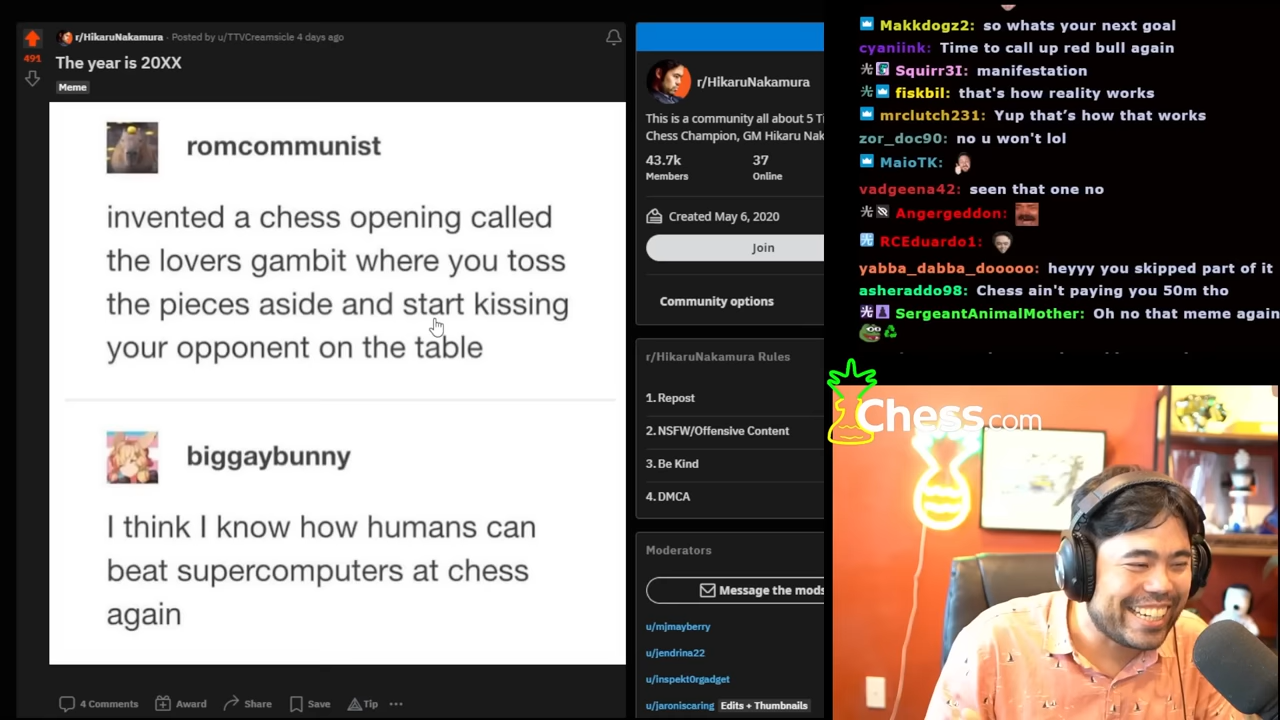 r/HikaruNakamura · Posted by u/TTVCreamsicle 4 days ago
491
The year is 20XX
Meme
romcommunist
invented a chess opening called
the lovers gambit where you toss
the pieces aside and start kissing
your opponent on the table
biggaybunny
I think I know how humans can
beat supercomputers at chess
again
4 Comments
Award
Share
Save
Tip
r/HikaruNakamura
This is a community all about 5 Ti
Chess Champion, GM Hikaru Nak
43.7k
Members
37
Online
Created May 6, 2020
Join
Community options
r/HikaruNakamura Rules
1. Repost
2. NSFW/Offensive Content
3. Be Kind
4. DMCA
Moderators
Message the mods
u/mjmayberry
u/jendrina22
u/inspekt0rgadget
u/jaroniscaring Edits + Thumbnails
Makkdogz2: so whats your next goal
cyaniink: Time to call up red bull again
光 Squirr3I: manifestation
光 fiskbil: that's how reality works
mrclutch231: Yup that’s how that works
zor_doc90: no u won't lol
MaioTK:
vadgeena42: seen that one no
光 Angergeddon:
RCEduardo1:
yabba_dabba_dooooo: heyyy you skipped part of it
asheraddo98: Chess ain't paying you 50m tho
光 SergeantAnimalMother: Oh no that meme again
Chess.com